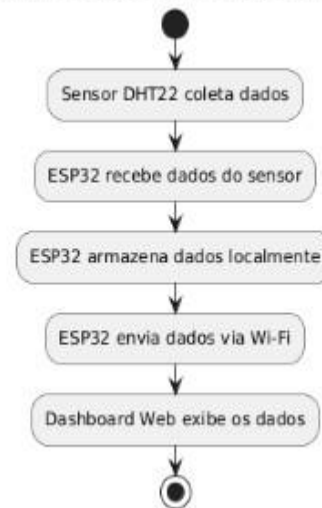 Sensor DHT22 coleta dados
ESP32 recebe dados do sensor
ESP32 armazena dados localmente
ESP32 envia dados via Wi-Fi
Dashboard Web exibe os dados